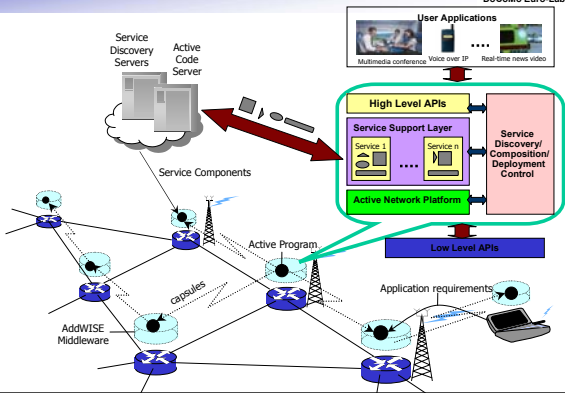 DoCoMo Euro-Lab
User Applications
Multimedia conference
Voice over IP
....
Real-time news video
Service
Discovery
Servers
Active
Code
Server
High Level APIs
Service Support Layer
Service 1
....
Service n
Active Network Platform
Service
Discovery/
Composition/
Deployment
Control
Low Level APIs
Service Components
Active Program
capsules
Application requirements
AddWISE
Middleware